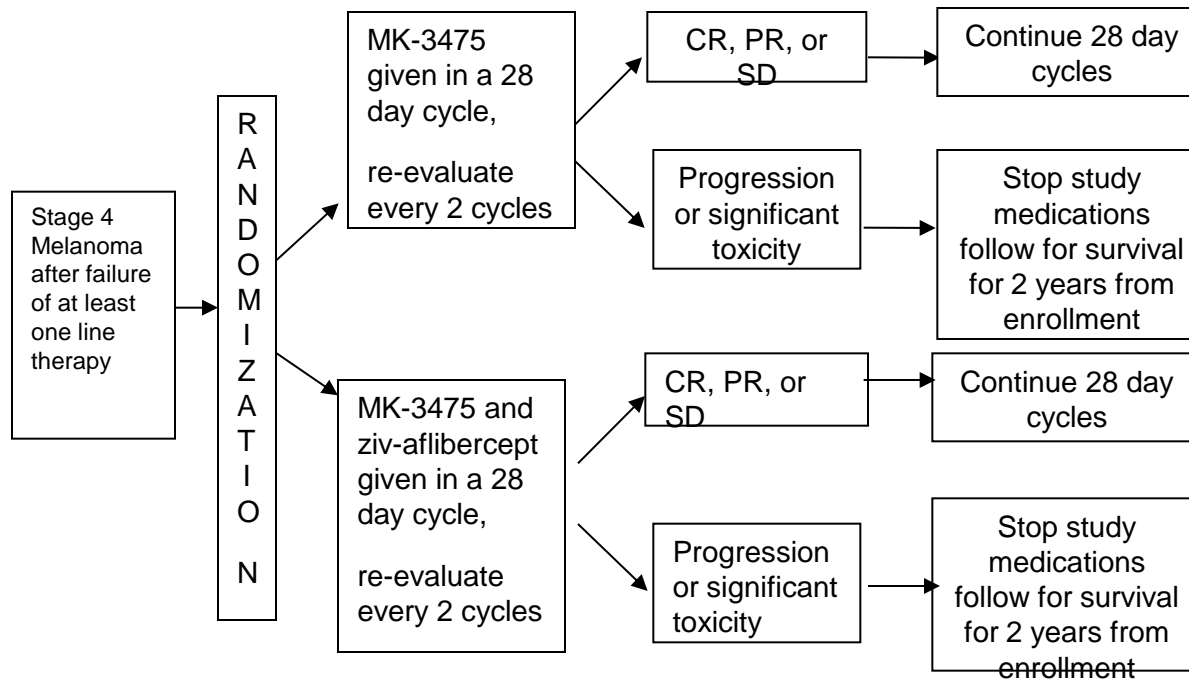 Stage 4
Melanoma
after failure
of at least
one line
therapy
R
A
N
D
O
M
I
Z
A
T
I
O
N
MK-3475
given in a 28
day cycle,
re-evaluate
every 2 cycles
CR, PR, or
SD
Continue 28 day
cycles
Progression
or significant
toxicity
Stop study
medications
follow for survival
for 2 years from
enrollment
MK-3475 and
ziv-aflibercept
given in a 28
day cycle,
re-evaluate
every 2 cycles
CR, PR, or
SD
Continue 28 day
cycles
Progression
or significant
toxicity
Stop study
medications
follow for survival
for 2 years from
enrollment